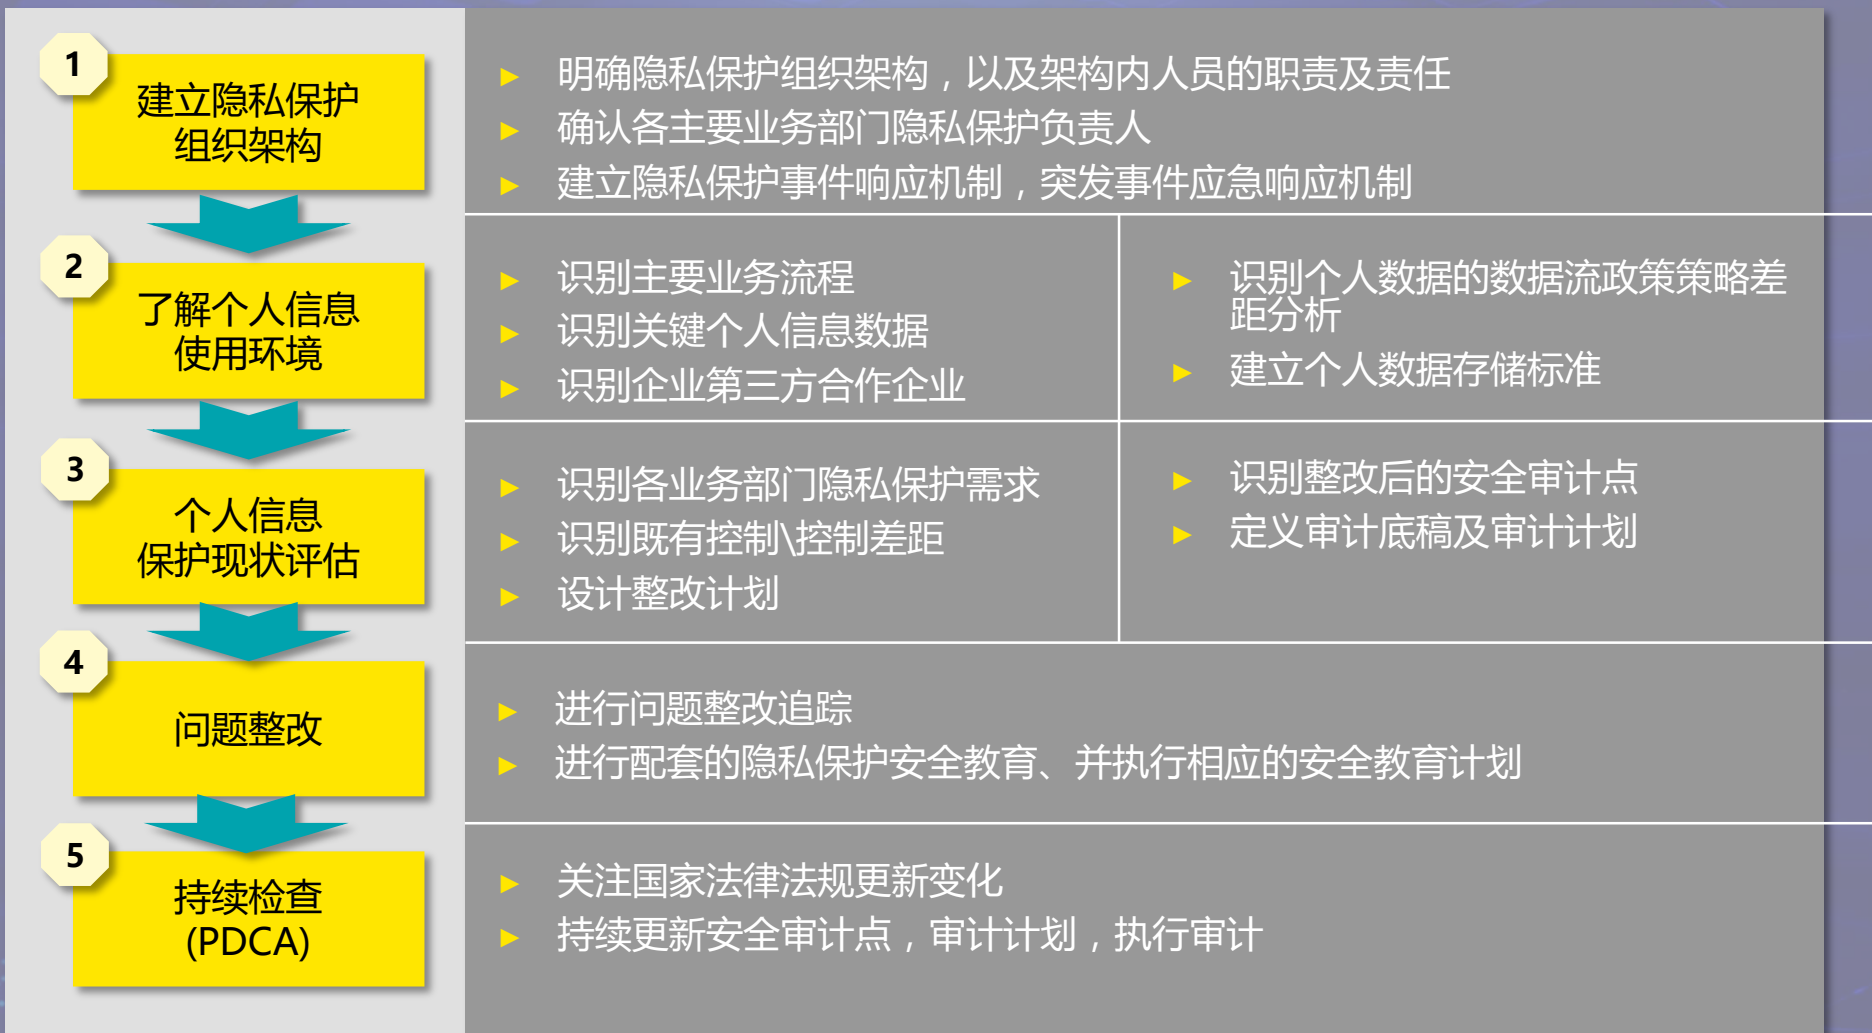 1
建立隐私保护
组织架构
► 明确隐私保护组织架构，以及架构内人员的职责及责任
► 确认各主要业务部门隐私保护负责人
► 建立隐私保护事件响应机制，突发事件应急响应机制
2
了解个人信息
使用环境
► 识别主要业务流程
► 识别关键个人信息数据
► 识别企业第三方合作企业
► 识别个人数据的数据流政策策略差
距分析
► 建立个人数据存储标准
3
个人信息
保护现状评估
► 识别各业务部门隐私保护需求
► 识别既有控制\控制差距
► 设计整改计划
► 识别整改后的安全审计点
► 定义审计底稿及审计计划
4
问题整改
► 进行问题整改追踪
► 进行配套的隐私保护安全教育、并执行相应的安全教育计划
5
持续检查
(PDCA)
► 关注国家法律法规更新变化
► 持续更新安全审计点，审计计划，执行审计